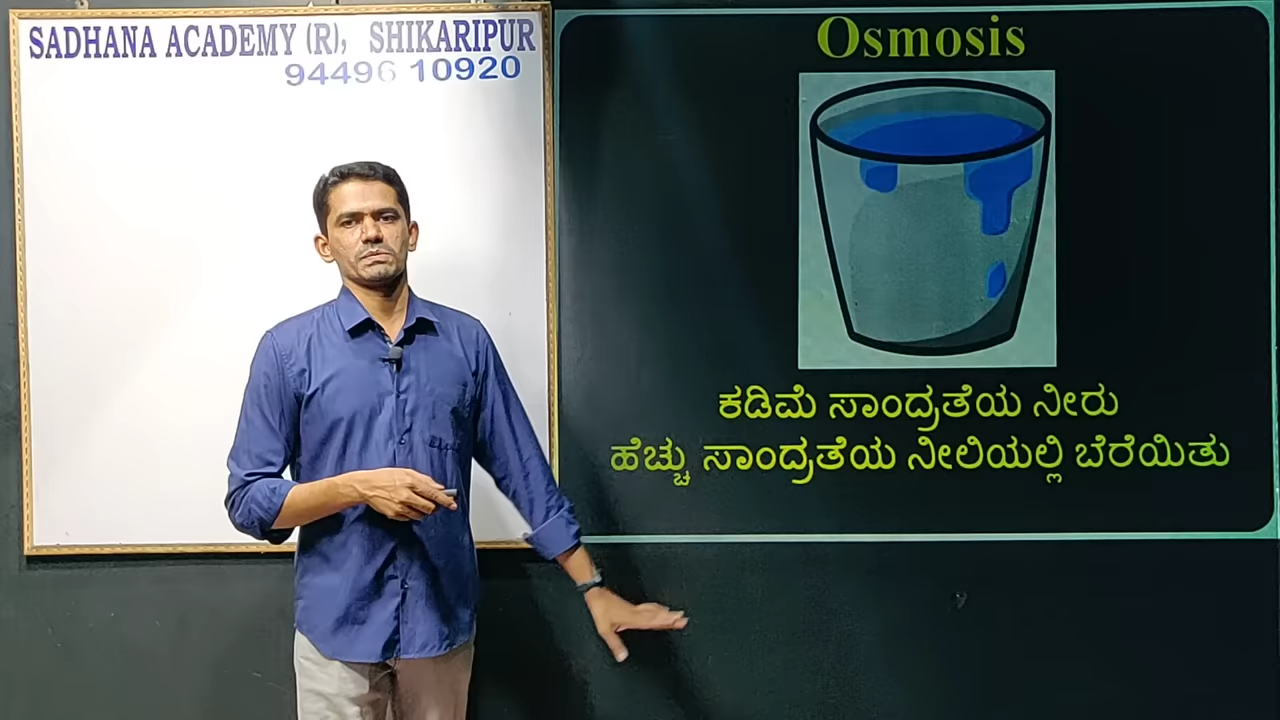 SADHANA ACADEMY (R), SHIKARIPUR
94496 10920
Osmosis
ಕಡಿಮೆ ಸಾಂದ್ರತೆಯ ನೀರು
ಹೆಚ್ಚು ಸಾಂದ್ರತೆಯ ನೀಲಿಯಲ್ಲಿ ಬೆರೆಯಿತು